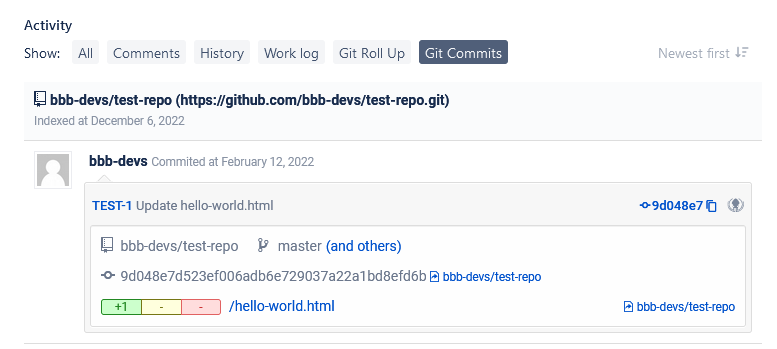 Activity
Show: All Comments History Work log Git Roll Up Git Commits Newest first
bbb-devs/test-repo (https://github.com/bbb-devs/test-repo.git)
Indexed at December 6, 2022
bbb-devs Commited at February 12, 2022
TEST-1 Update hello-world.html 9d048e7
bbb-devs/test-repo master (and others)
9d048e7d523ef006adb6e729037a22a1bd8efd6b bbb-devs/test-repo
+1 - - /hello-world.html bbb-devs/test-repo